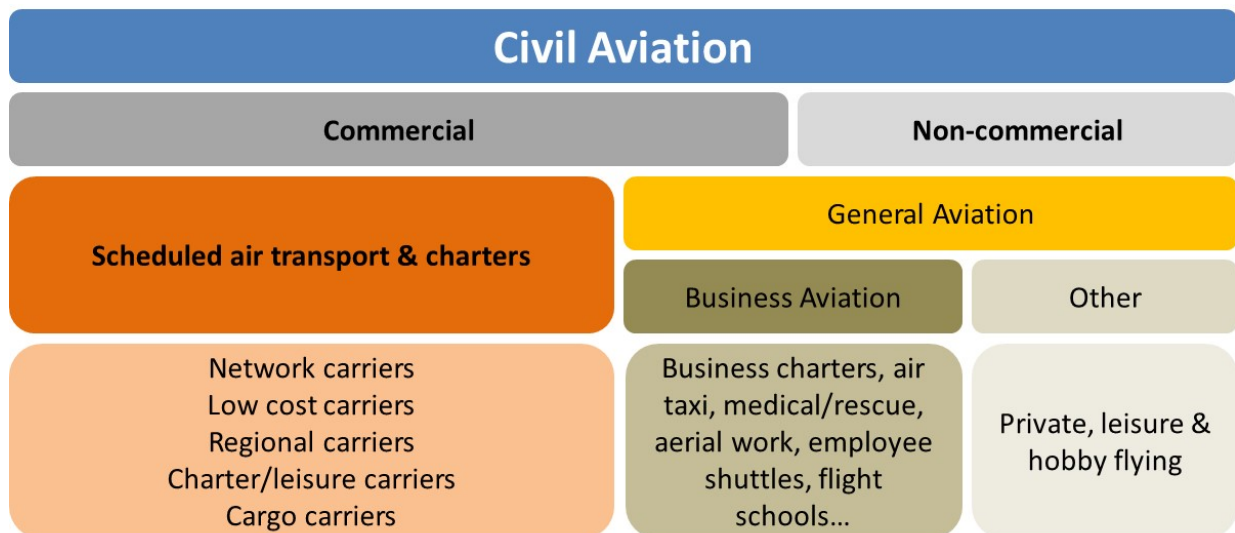 Civil Aviation
Commercial
Non-commercial
Scheduled air transport & charters
General Aviation
Business Aviation
Other
Network carriers
Low cost carriers
Regional carriers
Charter/leisure carriers
Cargo carriers
Business charters, air
taxi, medical/rescue,
aerial work, employee
shuttles, flight
schools…
Private, leisure &
hobby flying